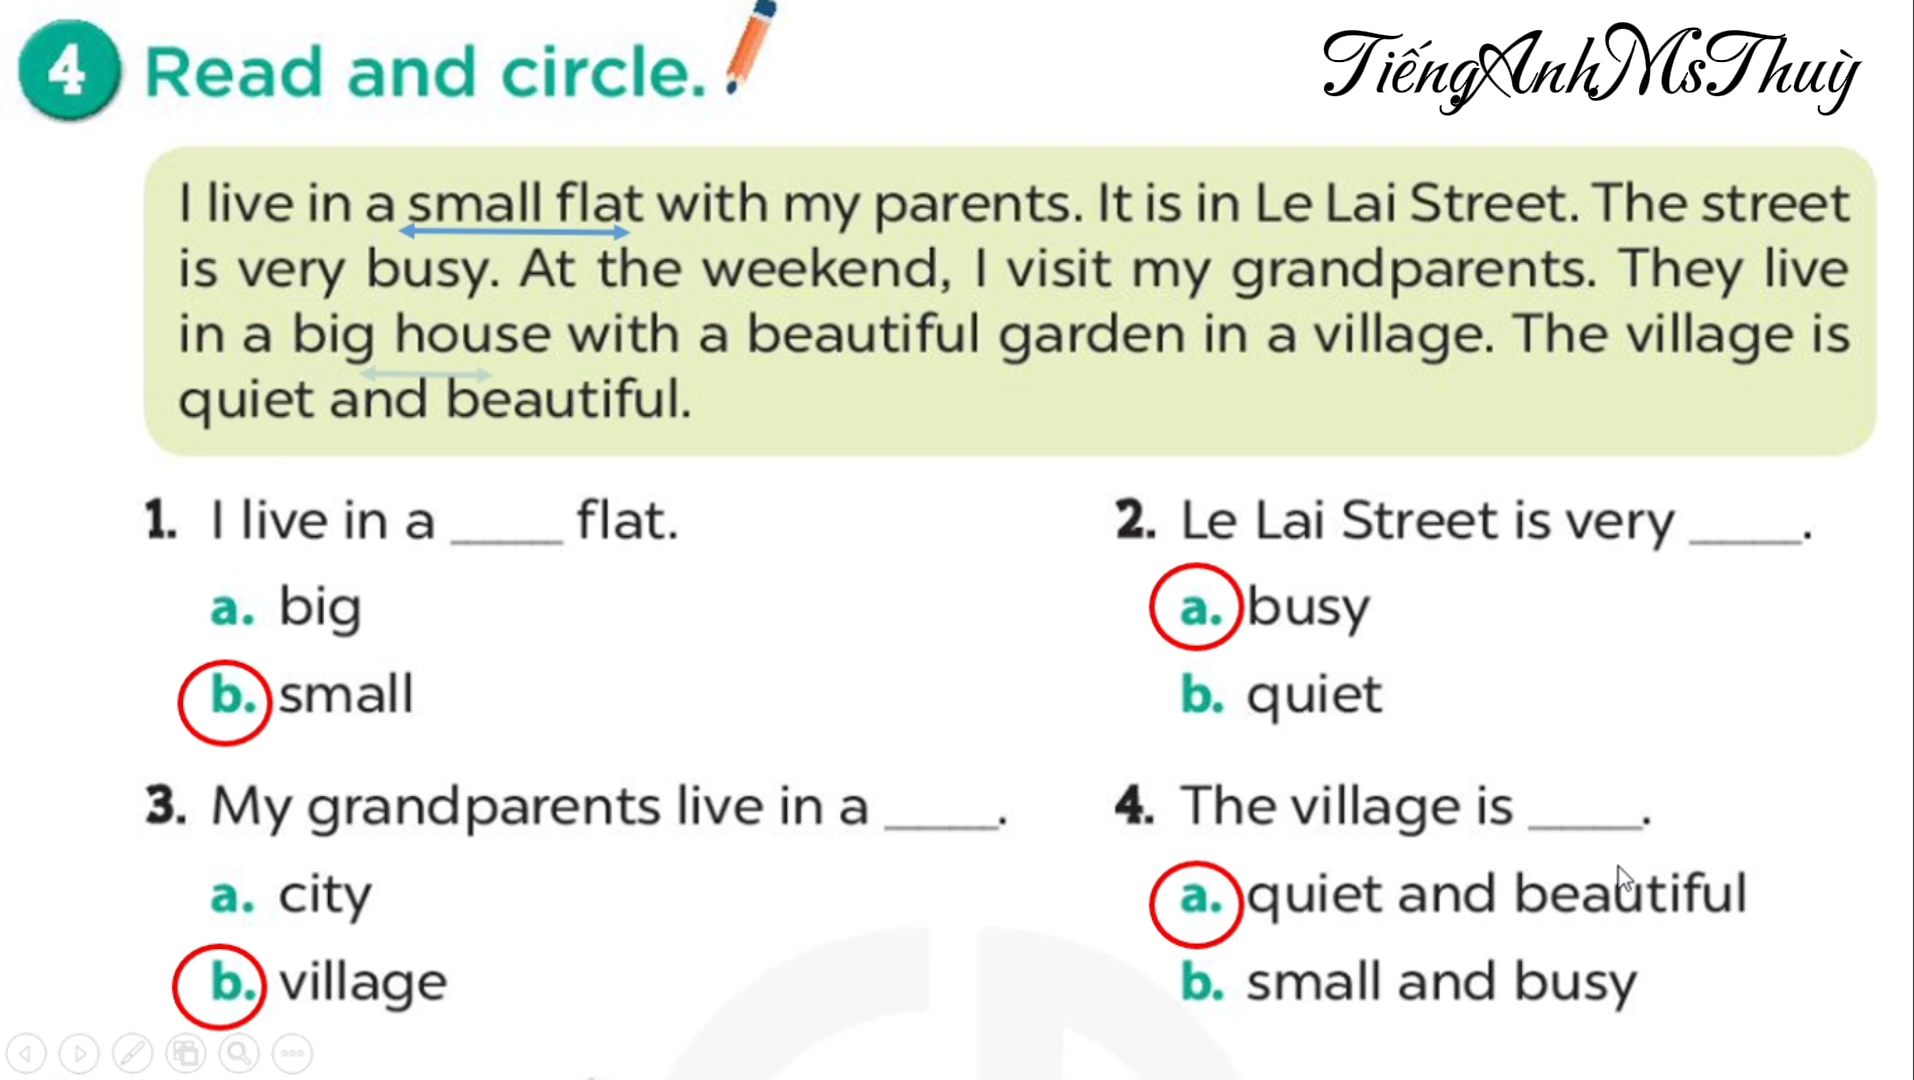 4 Read and circle.
TiếngAnhMsThuỳ
I live in a small flat with my parents. It is in Le Lai Street. The street
is very busy. At the weekend, I visit my grandparents. They live
in a big house with a beautiful garden in a village. The village is
quiet and beautiful.
1. I live in a ____ flat.
a. big
b. small
2. Le Lai Street is very ____.
a. busy
b. quiet
3. My grandparents live in a ____.
a. city
b. village
4. The village is ____.
a. quiet and beautiful
b. small and busy